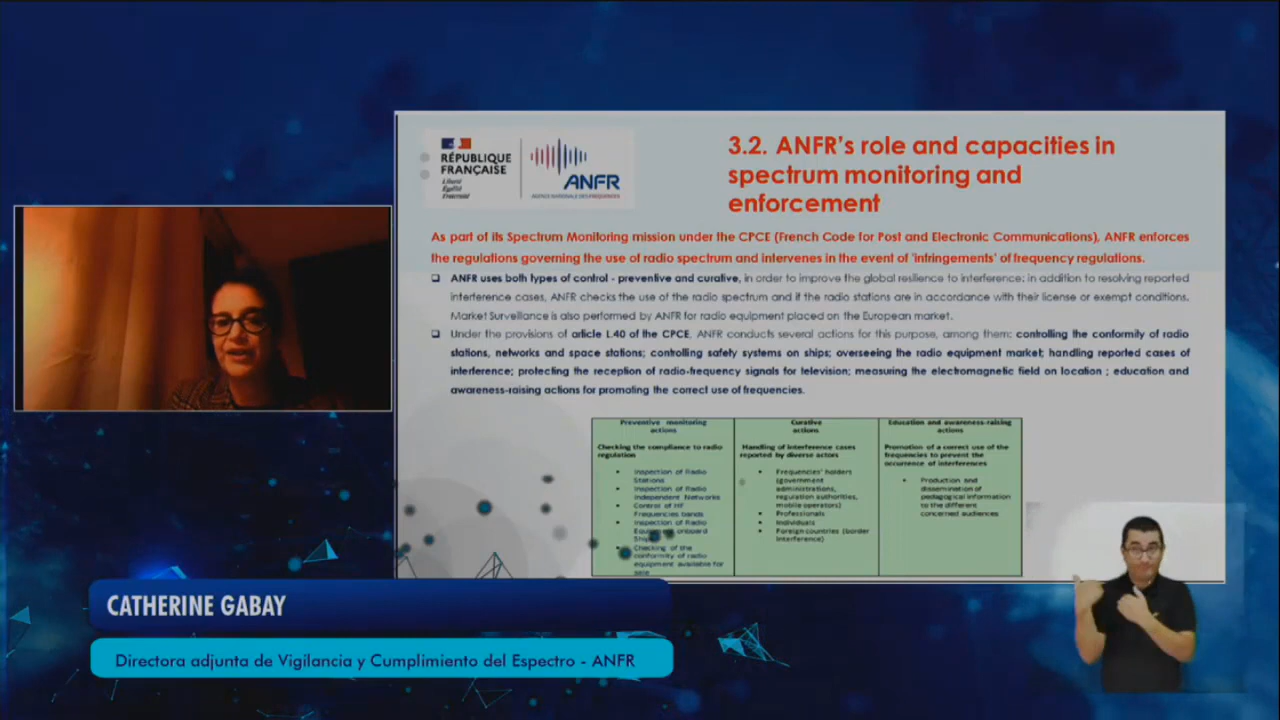 RÉPUBLIQUE
FRANÇAISE
Liberté
Égalité
Fraternité
ANFR
AGENCE NATIONALE DES FRÉQUENCES
3.2. ANFR's role and capacities in
spectrum monitoring and
enforcement
As part of its Spectrum Monitoring mission under the CPCE (French Code for Post and Electronic Communications), ANFR enforces
the regulations governing the use of radio spectrum and intervenes in the event of 'infringements' of frequency regulations.
ANFR uses both types of control - preventive and curative, in order to improve the global resilience to interference: in addition to resolving reported
interference cases, ANFR checks the use of the radio spectrum and if the radio stations are in accordance with their license or exempt conditions.
Market Surveillance is also performed by ANFR for radio equipment placed on the European market.
Under the provisions of article L40 of the CPCE, ANFR conducts several actions for this purpose, among them: controlling the conformity of radio
stations, networks and space stations; controlling safety systems on ships; overseeing the radio equipment market; handling reported cases of
interference; protecting the reception of radio-frequency signals for television; measuring the electromagnetic field on location ; education and
awareness-raising actions for promoting the correct use of frequencies.
Preventive monitoring
actions
Checking the compliance to radio
regulation
Inspection of Radio
Stations
Inspection of Radio
Independent Networks
Control of HF
Frequencies bands
Inspection of Radio
Equipment onboard
Ships
Checking of the
conformity of radio
equipment available for
sale
Curative
actions
Handling of interference cases
reported by diverse actors
Frequencies' holders
(government
administrations,
regulation authorities,
mobile operators)
Professionals
Individuals
Foreign countries (border
interference)
Education and awareness-raising
actions
Promotion of a correct use of the
frequencies to prevent the
occurrence of interferences
Production and
dissemination of
pedagogical information
to the different
concerned audiences
CATHERINE GABAY
Directora adjunta de Vigilancia y Cumplimiento del Espectro - ANFR